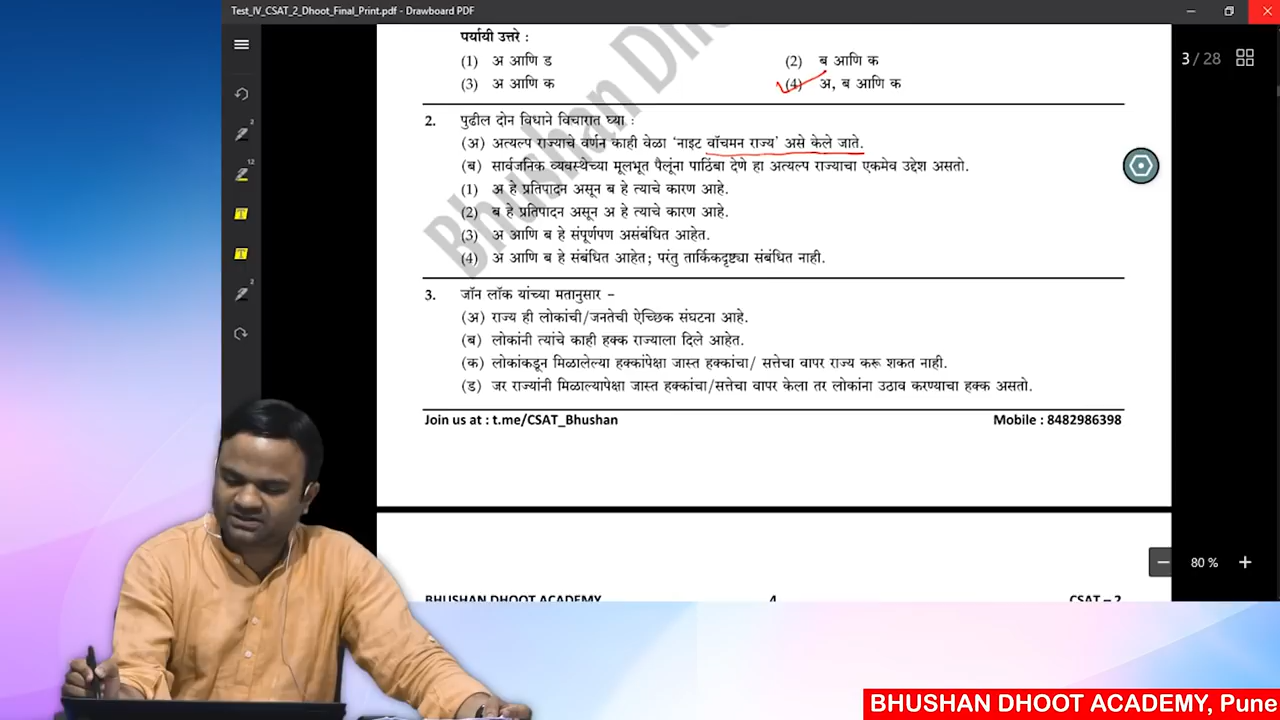 Test_IV_CSAT_2_Dhoot_Final_Print.pdf - Drawboard PDF
3 / 28
पर्यायी उत्तरे :
(1) अ आणि ड (2) ब आणि क
(3) अ आणि क (4) अ, ब आणि क
2. पुढील दोन विधाने विचारात घ्या :
(अ) अत्यल्प राज्याचे वर्णन काही वेळा ‘नाइट वॉचमन राज्य’ असे केले जाते.
(ब) सार्वजनिक व्यवस्थेच्या मूलभूत पैलूंना पाठिंबा देणे हा अत्यल्प राज्याचा एकमेव उद्देश असतो.
(1) अ हे प्रतिपादन असून ब हे त्याचे कारण आहे.
(2) ब हे प्रतिपादन असून अ हे त्याचे कारण आहे.
(3) अ आणि ब हे संपूर्णपण असंबंधित आहेत.
(4) अ आणि ब हे संबंधित आहेत; परंतु तार्किकदृष्ट्या संबंधित नाही.
3. जॉन लॉक यांच्या मतानुसार –
(अ) राज्य ही लोकांची/जनतेची ऐच्छिक संघटना आहे.
(ब) लोकांनी त्यांचे काही हक्क राज्याला दिले आहेत.
(क) लोकांकडून मिळालेल्या हक्कांपेक्षा जास्त हक्कांचा/ सत्तेचा वापर राज्य करू शकत नाही.
(ड) जर राज्यांनी मिळाल्यापेक्षा जास्त हक्कांचा/सत्तेचा वापर केला तर लोकांना उठाव करण्याचा हक्क असतो.
Join us at : t.me/CSAT_Bhushan Mobile : 8482986398
Bhushan Dh
80 %
BHUSHAN DHOOT ACADEMY 4 CSAT – 2
BHUSHAN DHOOT ACADEMY, Pune